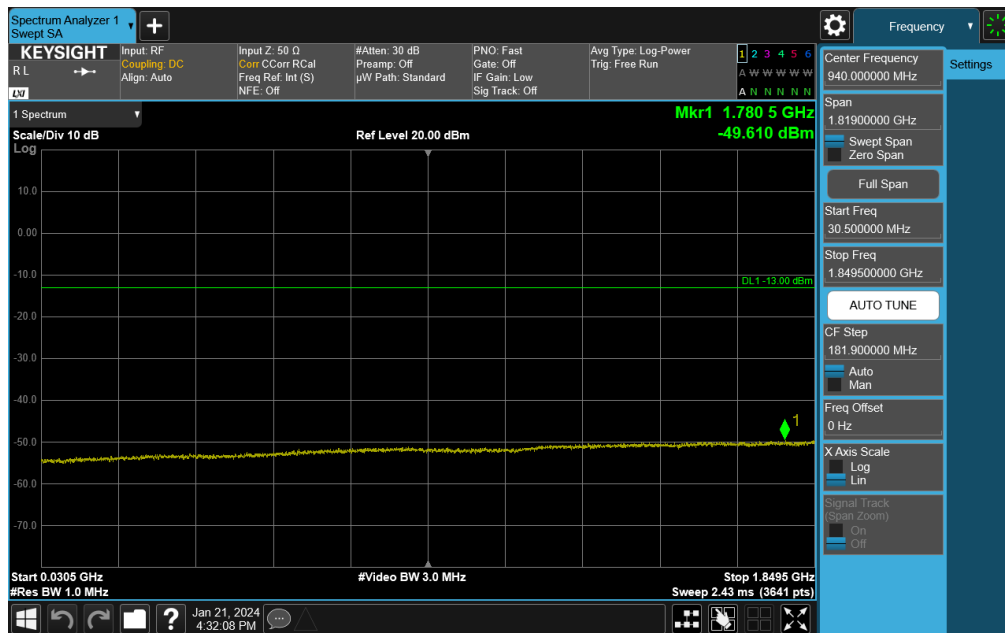 Spectrum Analyzer 1
Swept SA
Frequency
KEYSIGHT
R L
LXI
Input: RF
Coupling: DC
Align: Auto
Input Z: 50 Ω
Corr CCorr RCal
Freq Ref: Int (S)
NFE: Off
#Atten: 30 dB
Preamp: Off
µW Path: Standard
PNO: Fast
Gate: Off
IF Gain: Low
Sig Track: Off
Avg Type: Log-Power
Trig: Free Run
1 2 3 4 5 6
A W W W W W
A N N N N N
Center Frequency
940.000000 MHz
Settings
1 Spectrum
Mkr1 1.780 5 GHz
Scale/Div 10 dB
Ref Level 20.00 dBm
-49.610 dBm
Log
10.0
0.00
-10.0
DL1 -13.00 dBm
-20.0
-30.0
-40.0
1
-50.0
-60.0
-70.0
Span
1.81900000 GHz
Swept Span
Zero Span
Full Span
Start Freq
30.500000 MHz
Stop Freq
1.849500000 GHz
AUTO TUNE
CF Step
181.900000 MHz
Auto
Man
Freq Offset
0 Hz
X Axis Scale
Log
Lin
Signal Track
(Span Zoom)
On
Off
Start 0.0305 GHz
#Video BW 3.0 MHz
Stop 1.8495 GHz
#Res BW 1.0 MHz
Sweep 2.43 ms (3641 pts)
?
Jan 21, 2024
4:32:08 PM